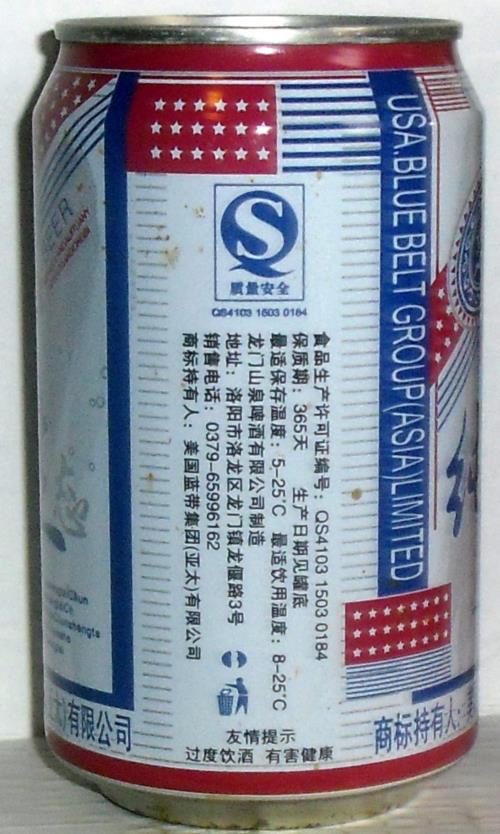 EER
质量安全
QS4103 1503 0184
食品生产许可证编号：QS4103 1503 0184
保质期：365天 生产日期见罐底
最适保存温度：5-25℃ 最适饮用温度：8-25℃
龙门山泉啤酒有限公司制造
地址：洛阳市洛龙区龙门镇龙偃路3号
销售电话：0379-65996162
商标持有人：美国蓝带集团(亚太)有限公司
友情提示
过度饮酒 有害健康
USA.BLUE BELT GROUP(ASIA)LIMITED
太)有限公司
商标持有人：美
纯